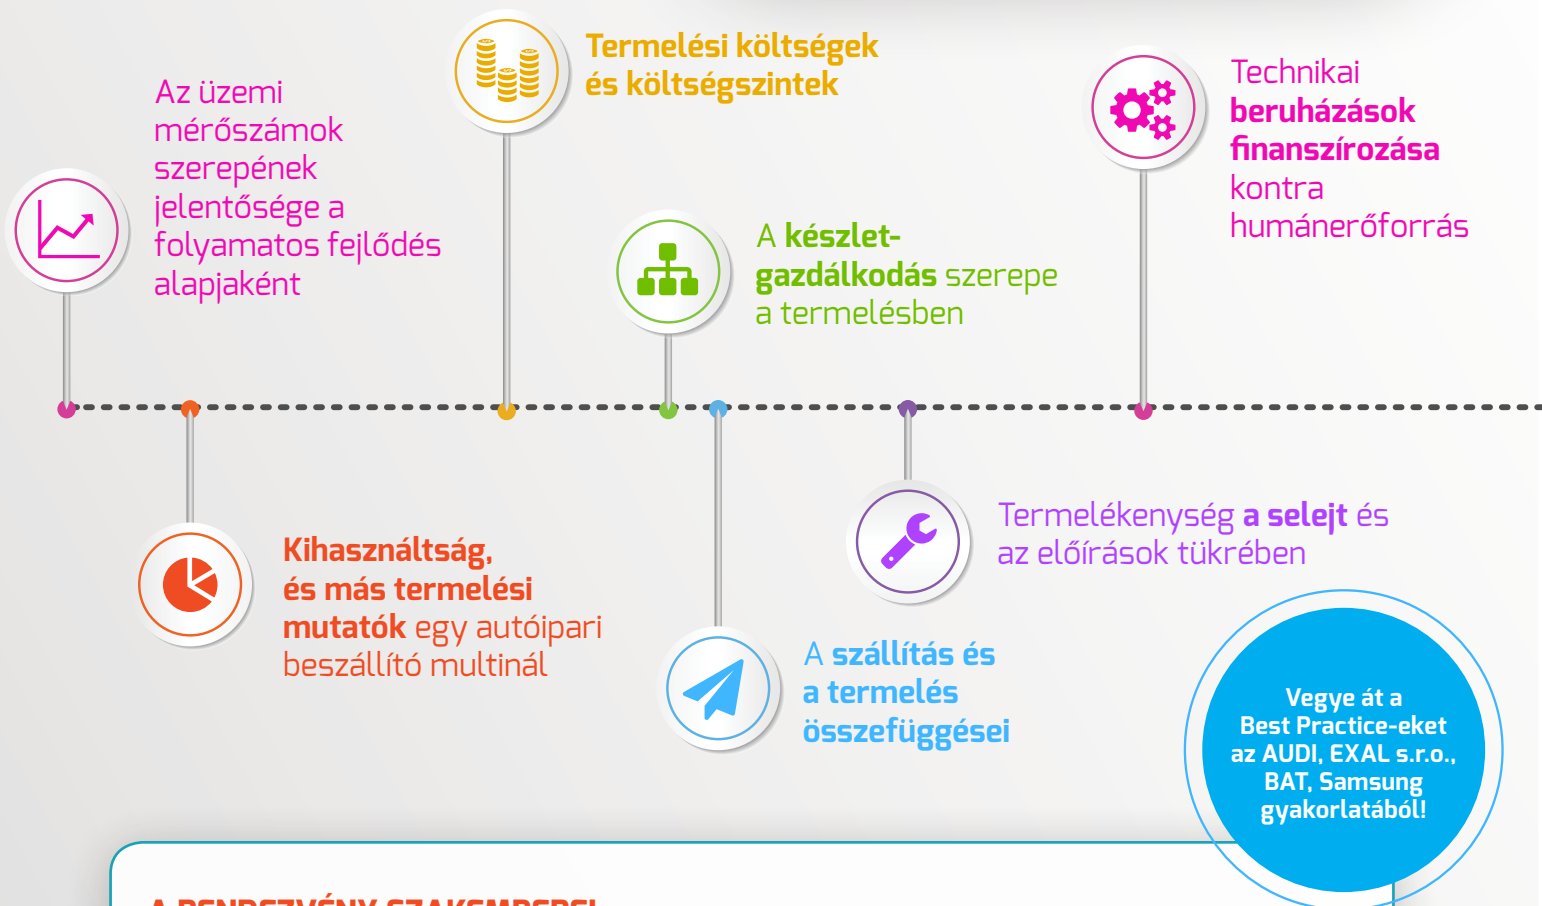 Az üzemi
mérőszámok
szerepének
jelentősége a
folyamatos fejlődés
alapjaként
Kihasználtság,
és más termelési
mutatók egy autóipari
beszállító multinál
Termelési költségek
és költségszintek
A készlet-
gazdálkodás szerepe
a termelésben
A szállítás és
a termelés
összefüggései
Termelékenység a selejt és
az előírások tükrében
Technikai
beruházások
finanszírozása
kontra
humánerőforrás
Vegye át a
Best Practice-eket
az AUDI, EXAL s.r.o.,
BAT, Samsung
gyakorlatából!
A RENDEZVÉNY SZAKEMBEREI